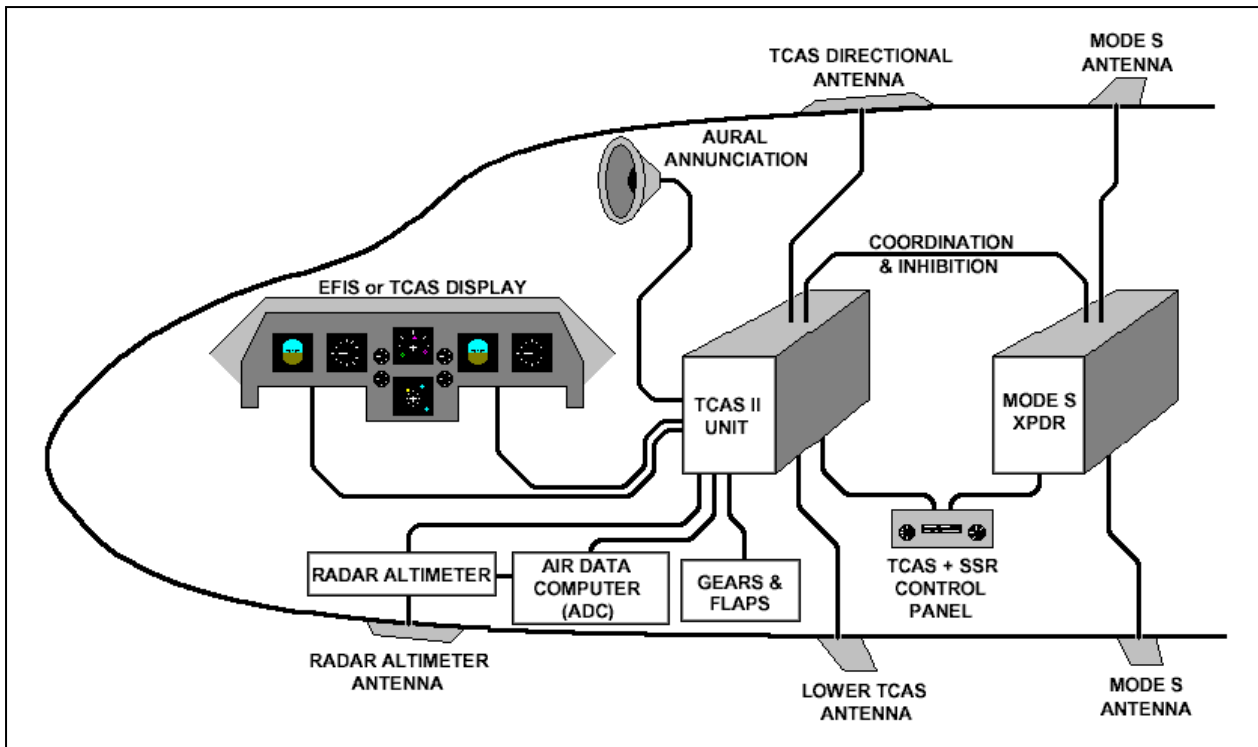 TCAS DIRECTIONAL
ANTENNA
MODE S
ANTENNA
AURAL
ANNUNCIATION
COORDINATION
& INHIBITION
EFIS or TCAS DISPLAY
TCAS II
UNIT
MODE S
XPDR
RADAR ALTIMETER
AIR DATA
COMPUTER
(ADC)
GEARS &
FLAPS
TCAS + SSR
CONTROL
PANEL
RADAR ALTIMETER
ANTENNA
LOWER TCAS
ANTENNA
MODE S
ANTENNA